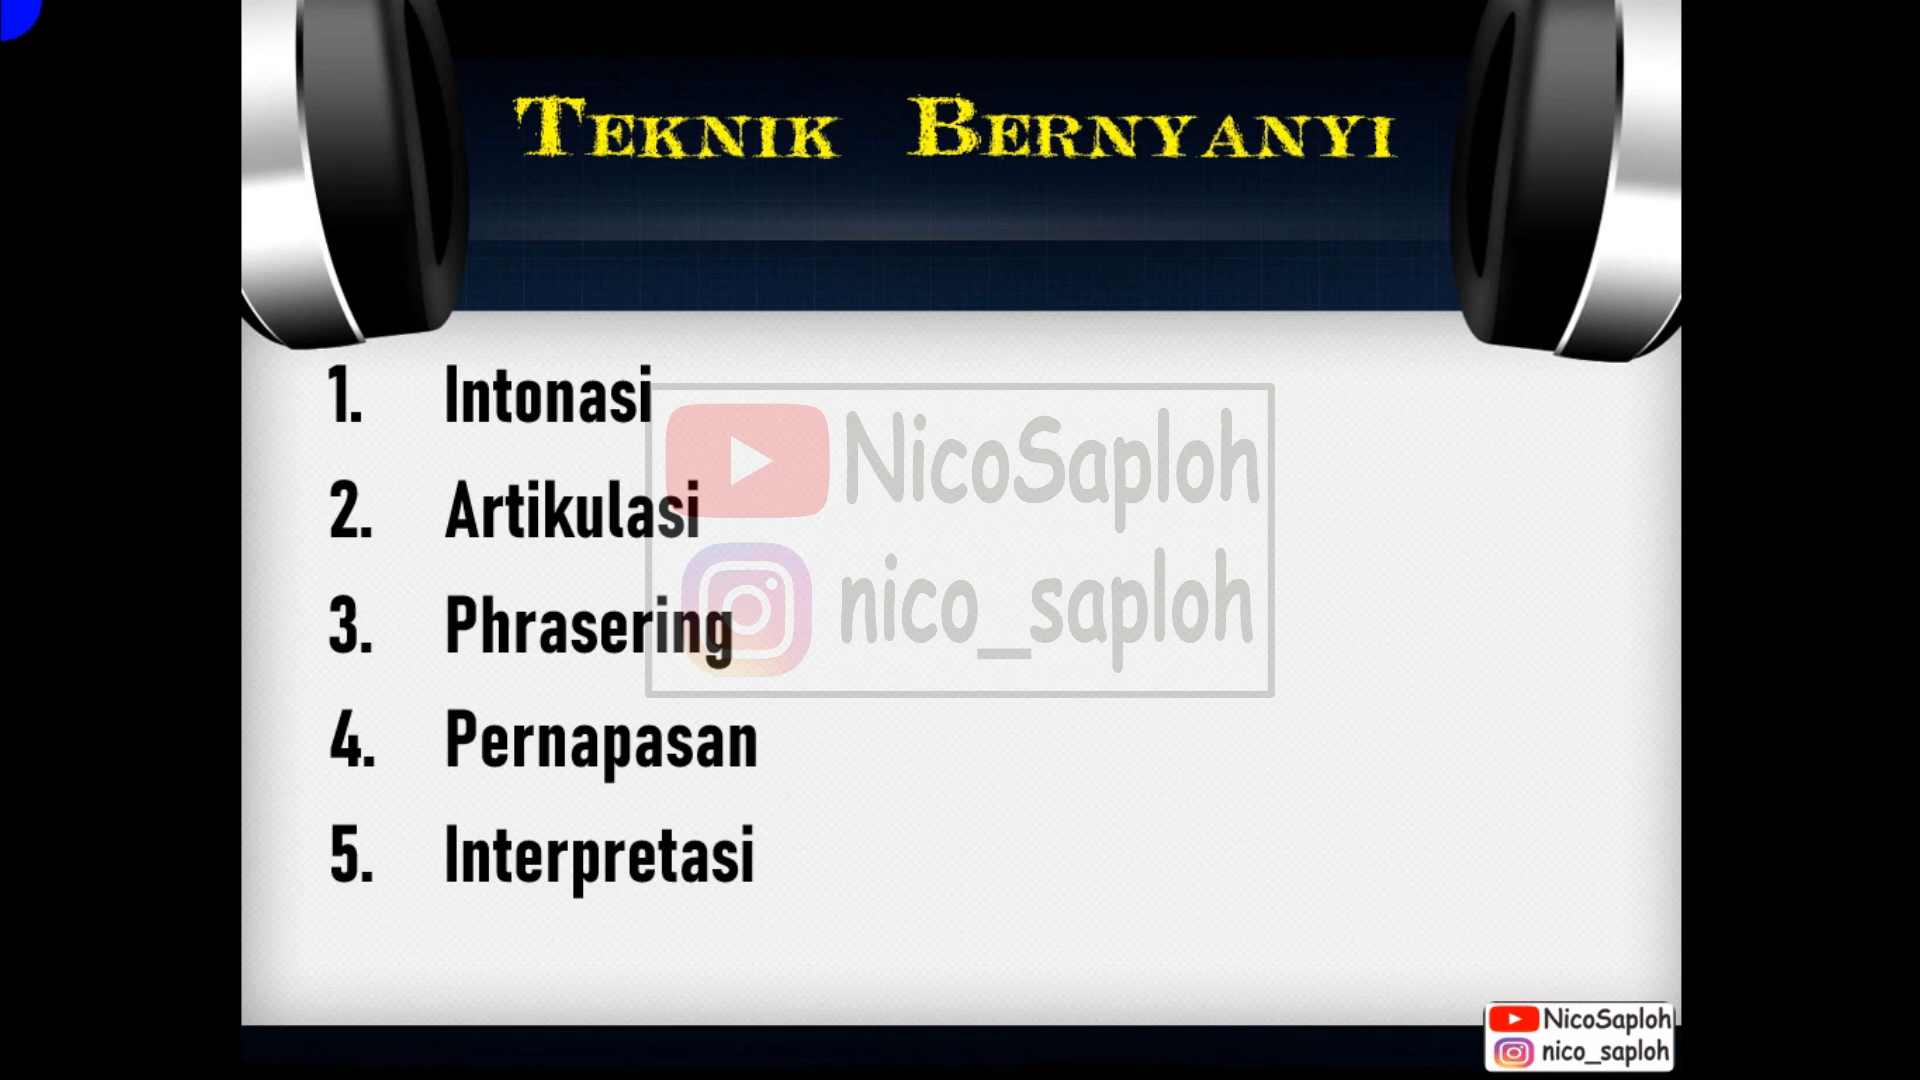 Teknik Bernyanyi
1. Intonasi
2. Artikulasi
3. Phrasering
4. Pernapasan
5. Interpretasi
NicoSaploh
nico_saploh
NicoSaploh
nico_saploh